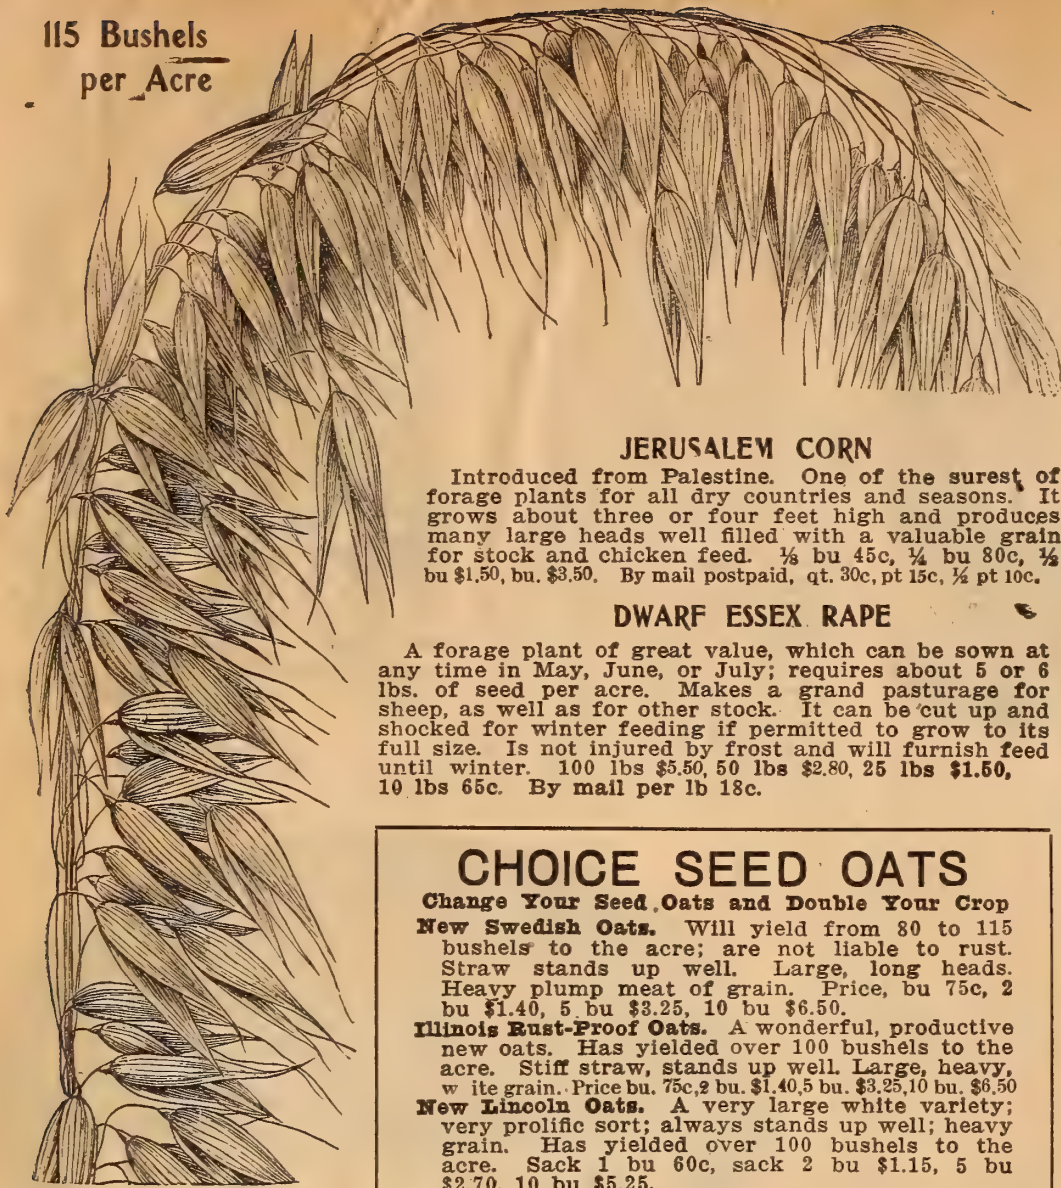 115 Bushels
per Acre
JERUSALEM CORN
Introduced from Palestine. One of the surest of
forage plants for all dry countries and seasons. It
grows about three or four feet high and produces
many large heads well filled with a valuable grain
for stock and chicken feed. ⅛ bu 45c, ¼ bu 80c, ½
bu $1.50, bu. $3.50. By mail postpaid, qt. 30c, pt 15c, ½ pt 10c.
DWARF ESSEX RAPE
A forage plant of great value, which can be sown at
any time in May, June, or July; requires about 5 or 6
lbs. of seed per acre. Makes a grand pasturage for
sheep, as well as for other stock. It can be cut up and
shocked for winter feeding if permitted to grow to its
full size. Is not injured by frost and will furnish feed
until winter. 100 lbs $5.50, 50 lbs $2.80, 25 lbs $1.50,
10 lbs 65c. By mail per lb 18c.
CHOICE SEED OATS
Change Your Seed Oats and Double Your Crop
New Swedish Oats. Will yield from 80 to 115
bushels to the acre; are not liable to rust.
Straw stands up well. Large, long heads.
Heavy plump meat of grain. Price, bu 75c, 2
bu $1.40, 5 bu $3.25, 10 bu $6.50.
Illinois Rust-Proof Oats. A wonderful, productive
new oats. Has yielded over 100 bushels to the
acre. Stiff straw, stands up well. Large, heavy,
w ite grain. Price bu. 75c, 2 bu. $1.40, 5 bu. $3.25, 10 bu. $6.50
New Lincoln Oats. A very large white variety;
very prolific sort; always stands up well; heavy
grain. Has yielded over 100 bushels to the
acre. Sack 1 bu 60c, sack 2 bu $1.15, 5 bu
$2.70, 10 bu $5.25.